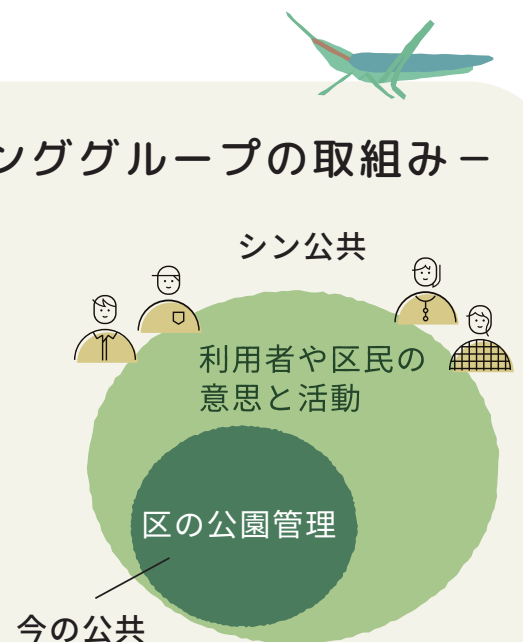 ンググループの取組み－
シン公共
利用者や区民の
意思と活動
区の公園管理
今の公共